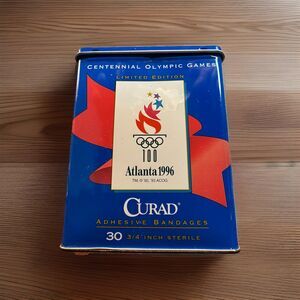 CENTENNIAL OLYMPIC GAMES
LIMITED EDITION
100
Atlanta 1996
CURAD®
ADHESIVE BANDAGES
30 3/4 INCH STERILE